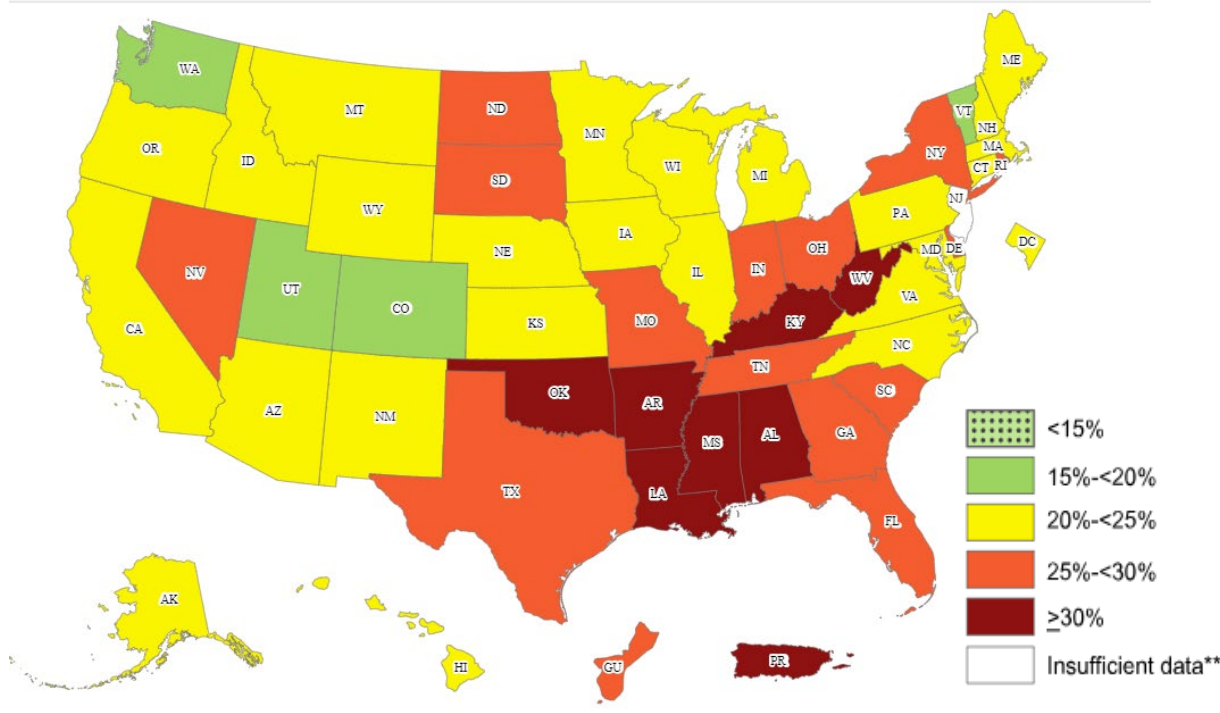 WA
MT
ND
MN
ME
VT
NH
OR
ID
WI
NY
MA
SD
MI
CT
RI
WY
NJ
PA
IA
NE
DC
OH
MD
DE
NV
IL
IN
WV
UT
CO
VA
CA
KS
MO
KY
NC
TN
OK
AR
SC
AZ
NM
GA
MS
AL
TX
LA
FL
AK
HI
GU
PR
<15%
15%-<20%
20%-<25%
25%-<30%
≥30%
Insufficient data**